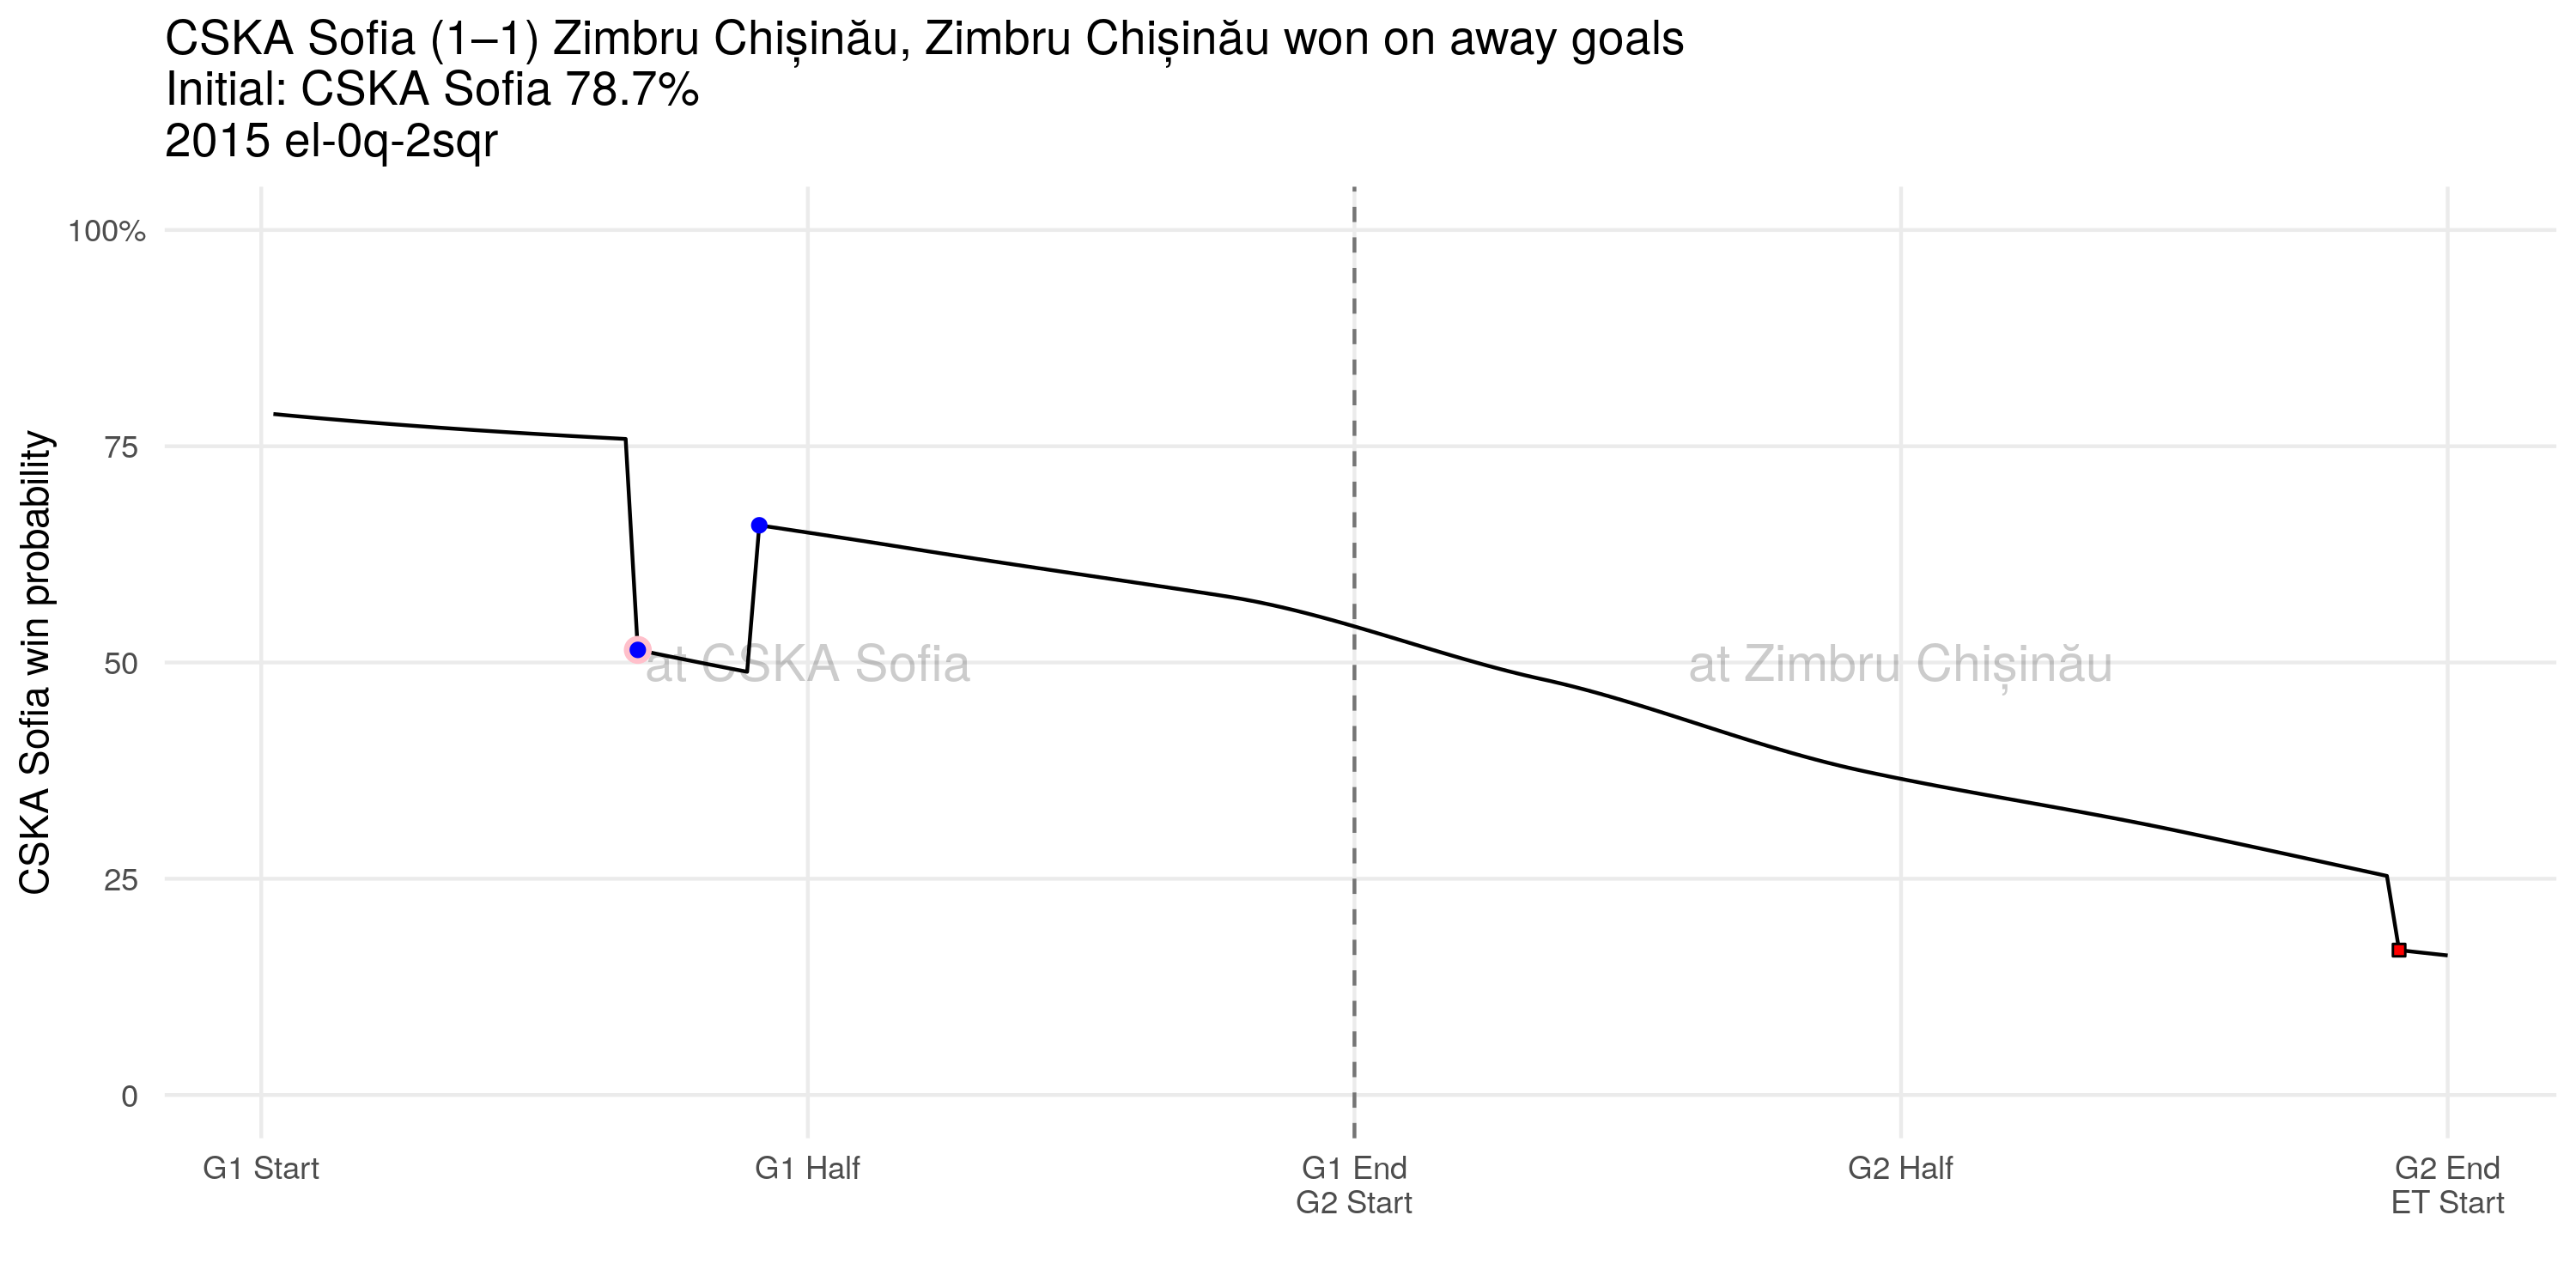 CSKA Sofia (1–1) Zimbru Chișinău, Zimbru Chișinău won on away goals
Initial: CSKA Sofia 78.7%
2015 el-0q-2sqr
CSKA Sofia win probability
100%
75
50
25
0
at CSKA Sofia
at Zimbru Chișinău
G1 Start
G1 Half
G1 End
G2 Start
G2 Half
G2 End
ET Start